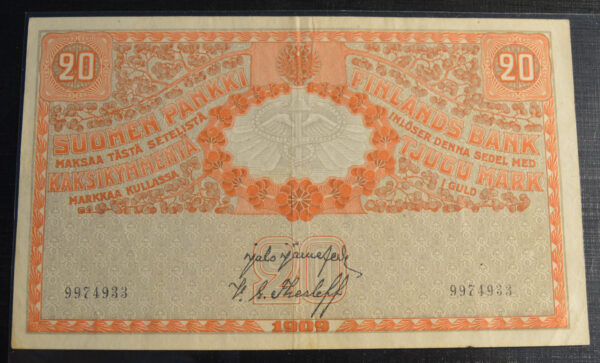 20
20
SUOMEN PANKKI
MAKSAA TÄSTÄ SETELISTÄ
KAKSIKYMMENTÄ
MARKKAA KULLASSA
FINLANDS BANK
INLÖSER DENNA SEDEL MED
TJUGU MARK
I GULD
20
9974933
9974933
1909